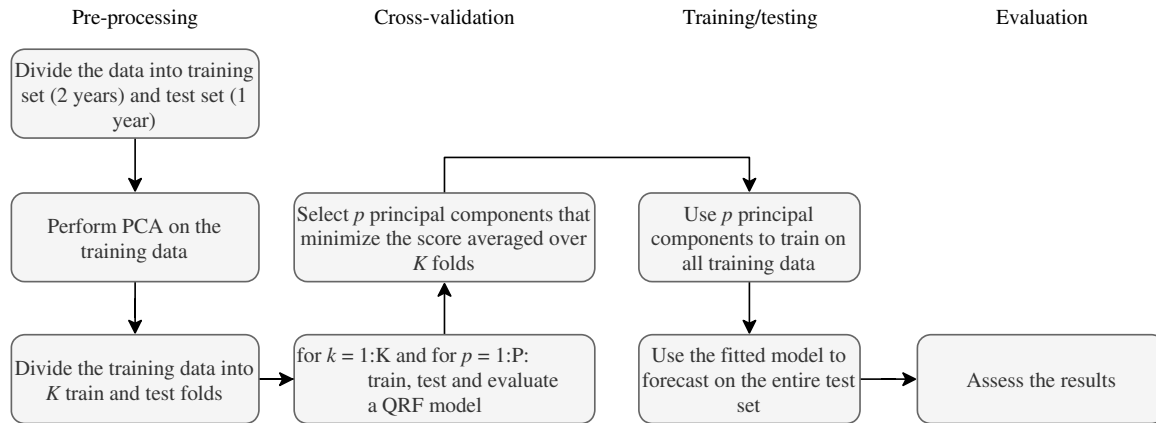 Pre-processing
Cross-validation
Training/testing
Evaluation
Divide the data into training
set (2 years) and test set (1
year)
Perform PCA on the
training data
Divide the training data into
K train and test folds
for k = 1:K and for p = 1:P:
train, test and evaluate
a QRF model
Select p principal components that
minimize the score averaged over
K folds
Use p principal
components to train on
all training data
Use the fitted model to
forecast on the entire test
set
Assess the results